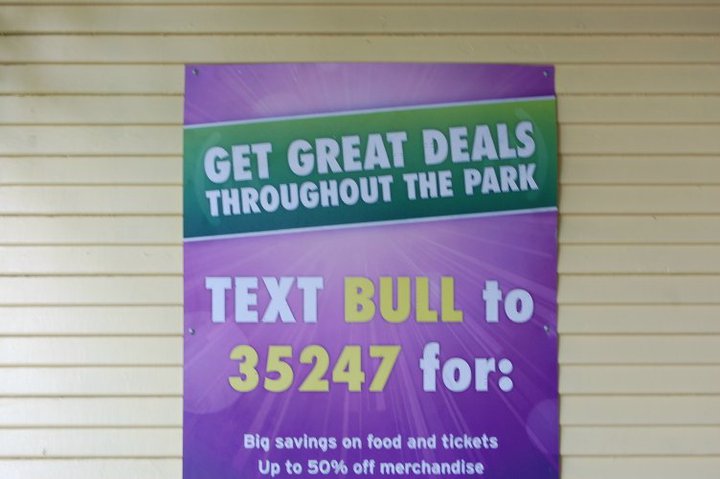 GET GREAT DEALS
THROUGHOUT THE PARK
TEXT BULL to
35247 for:
Big savings on food and tickets
Up to 50% off merchandise